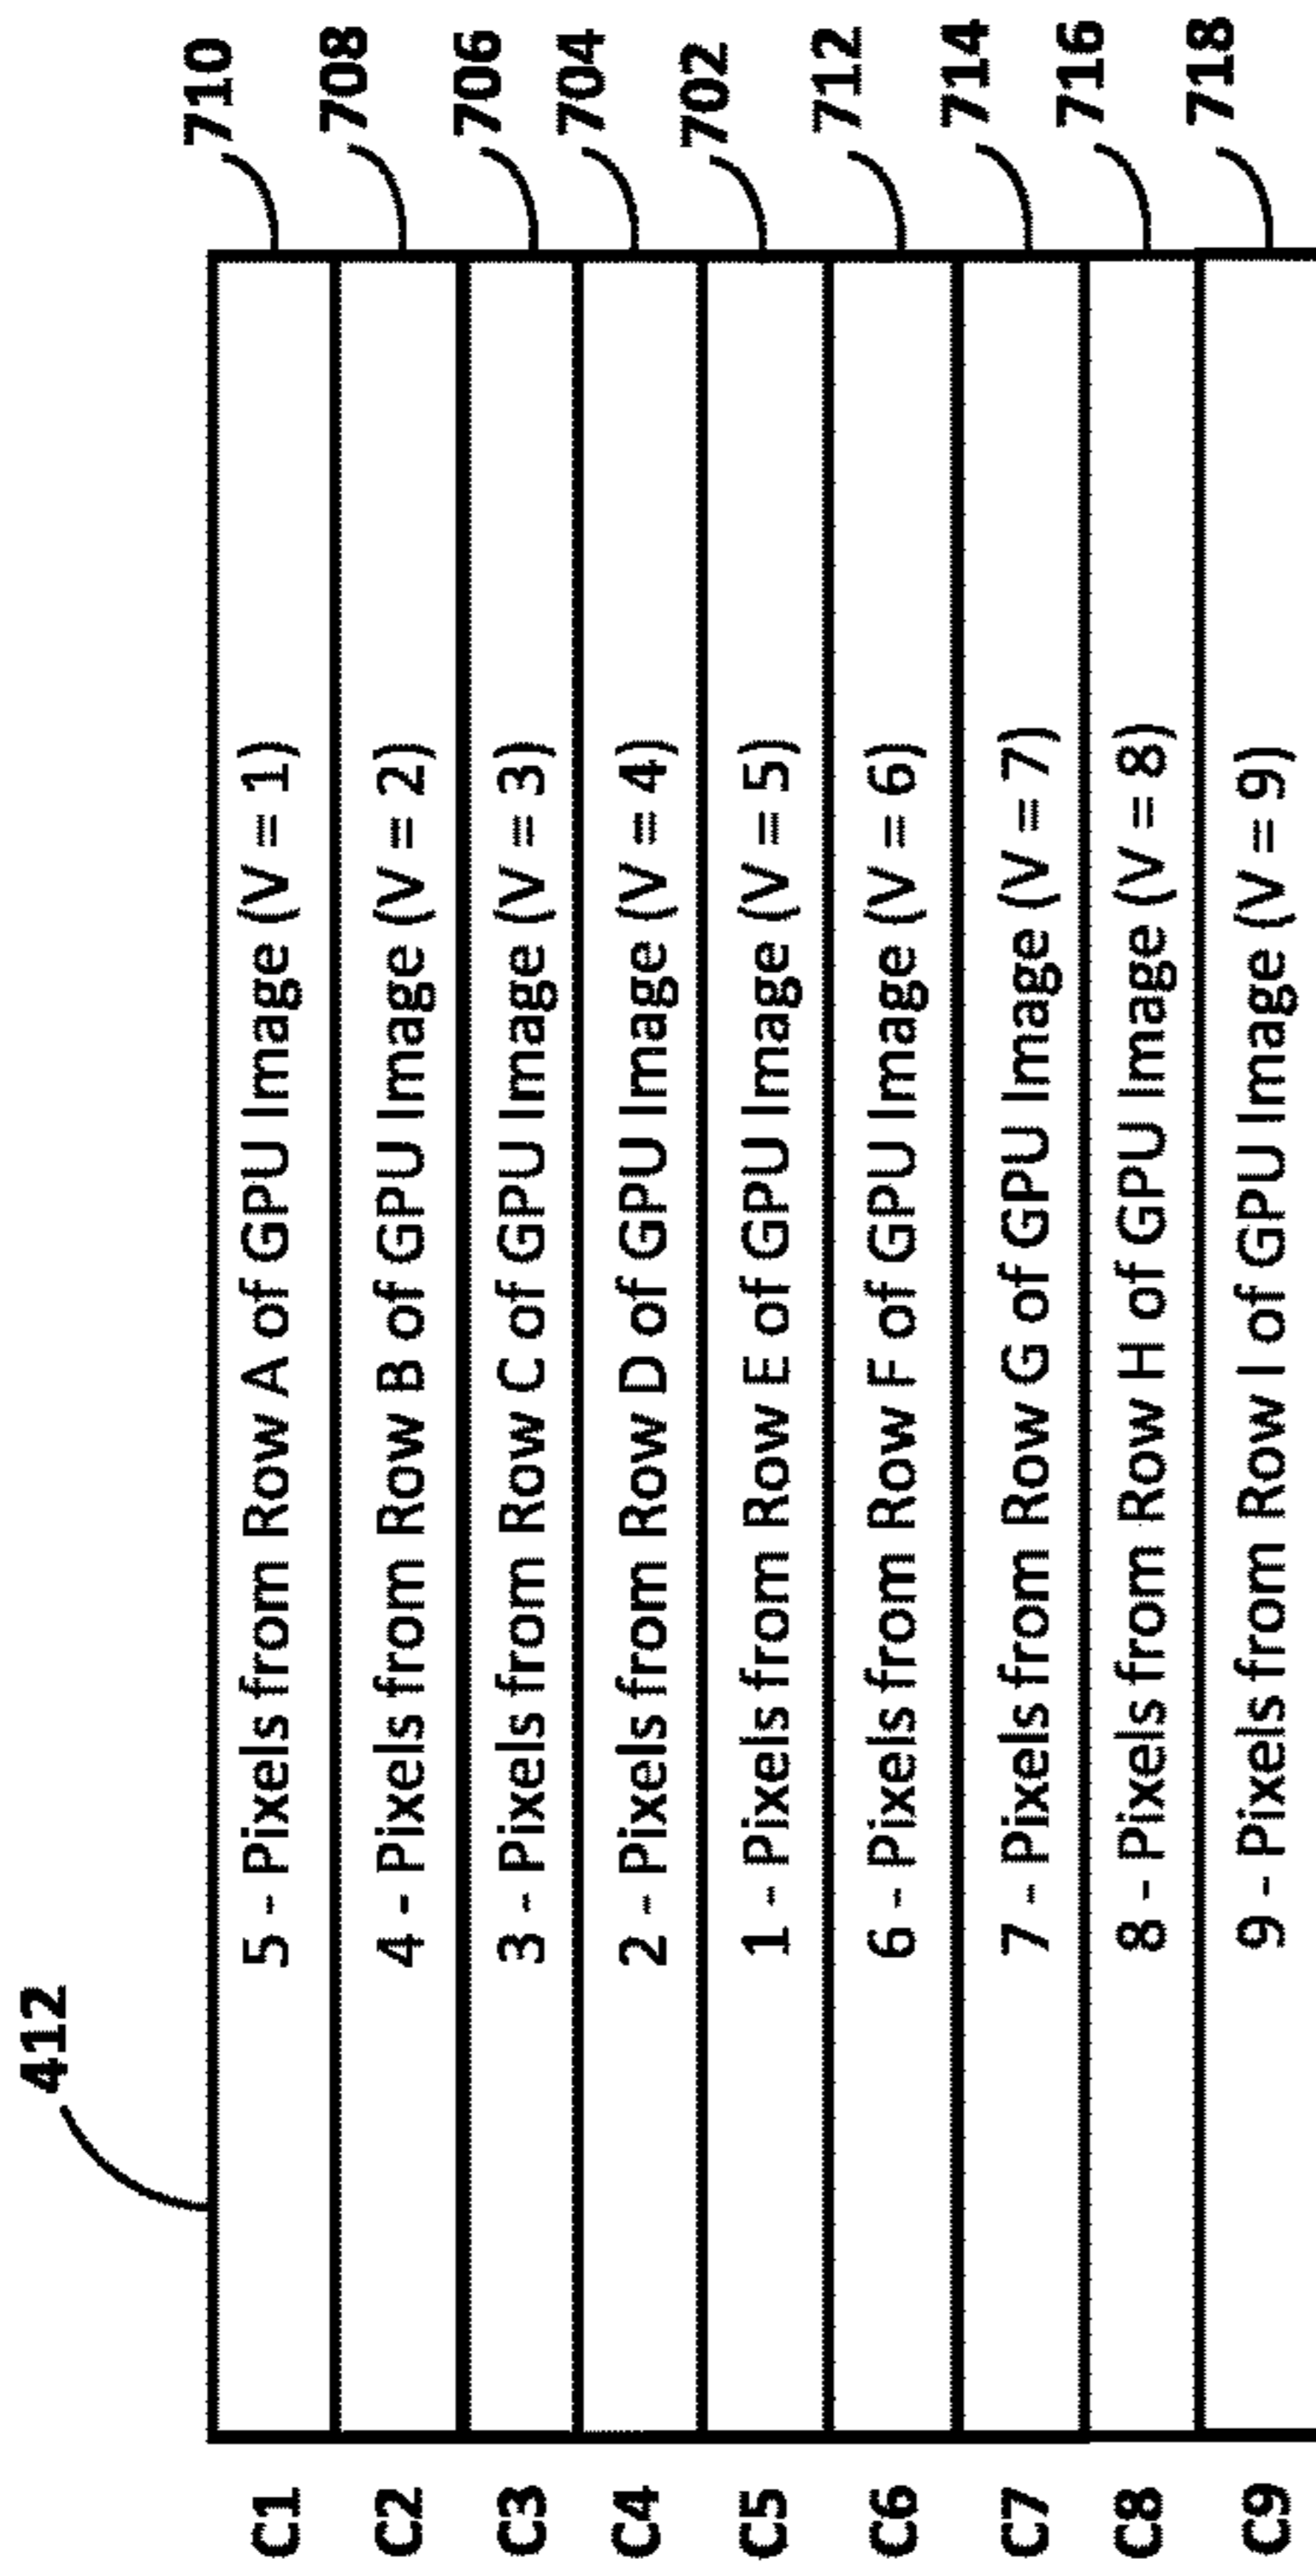 412
C1 5 - Pixels from Row A of GPU Image (V = 1) 710
C2 4 - Pixels from Row B of GPU Image (V = 2) 708
C3 3 - Pixels from Row C of GPU Image (V = 3) 706
C4 2 - Pixels from Row D of GPU Image (V = 4) 704
C5 1 - Pixels from Row E of GPU Image (V = 5) 702
C6 6 - Pixels from Row F of GPU Image (V = 6) 712
C7 7 - Pixels from Row G of GPU Image (V = 7) 714
C8 8 - Pixels from Row H of GPU Image (V = 8) 716
C9 9 - Pixels from Row I of GPU Image (V = 9) 718